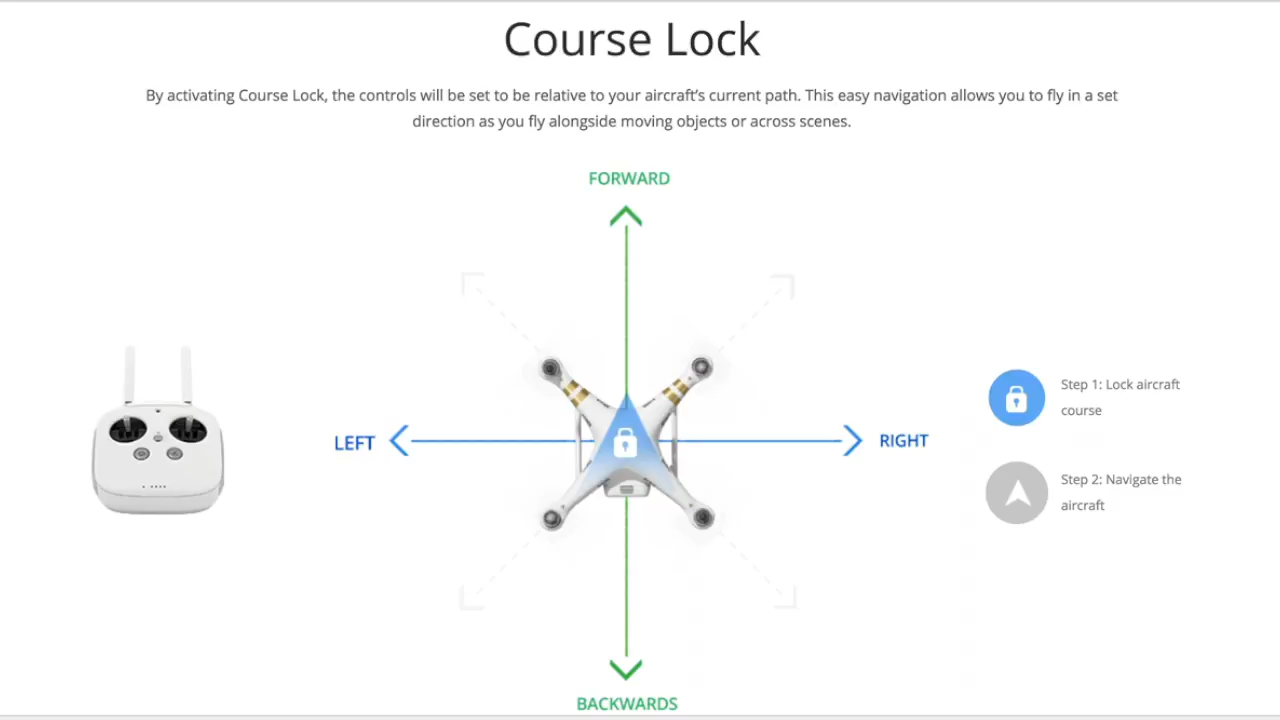 Course Lock
By activating Course Lock, the controls will be set to be relative to your aircraft's current path. This easy navigation allows you to fly in a set
direction as you fly alongside moving objects or across scenes.
FORWARD
LEFT
RIGHT
BACKWARDS
Step 1: Lock aircraft
course
Step 2: Navigate the
aircraft